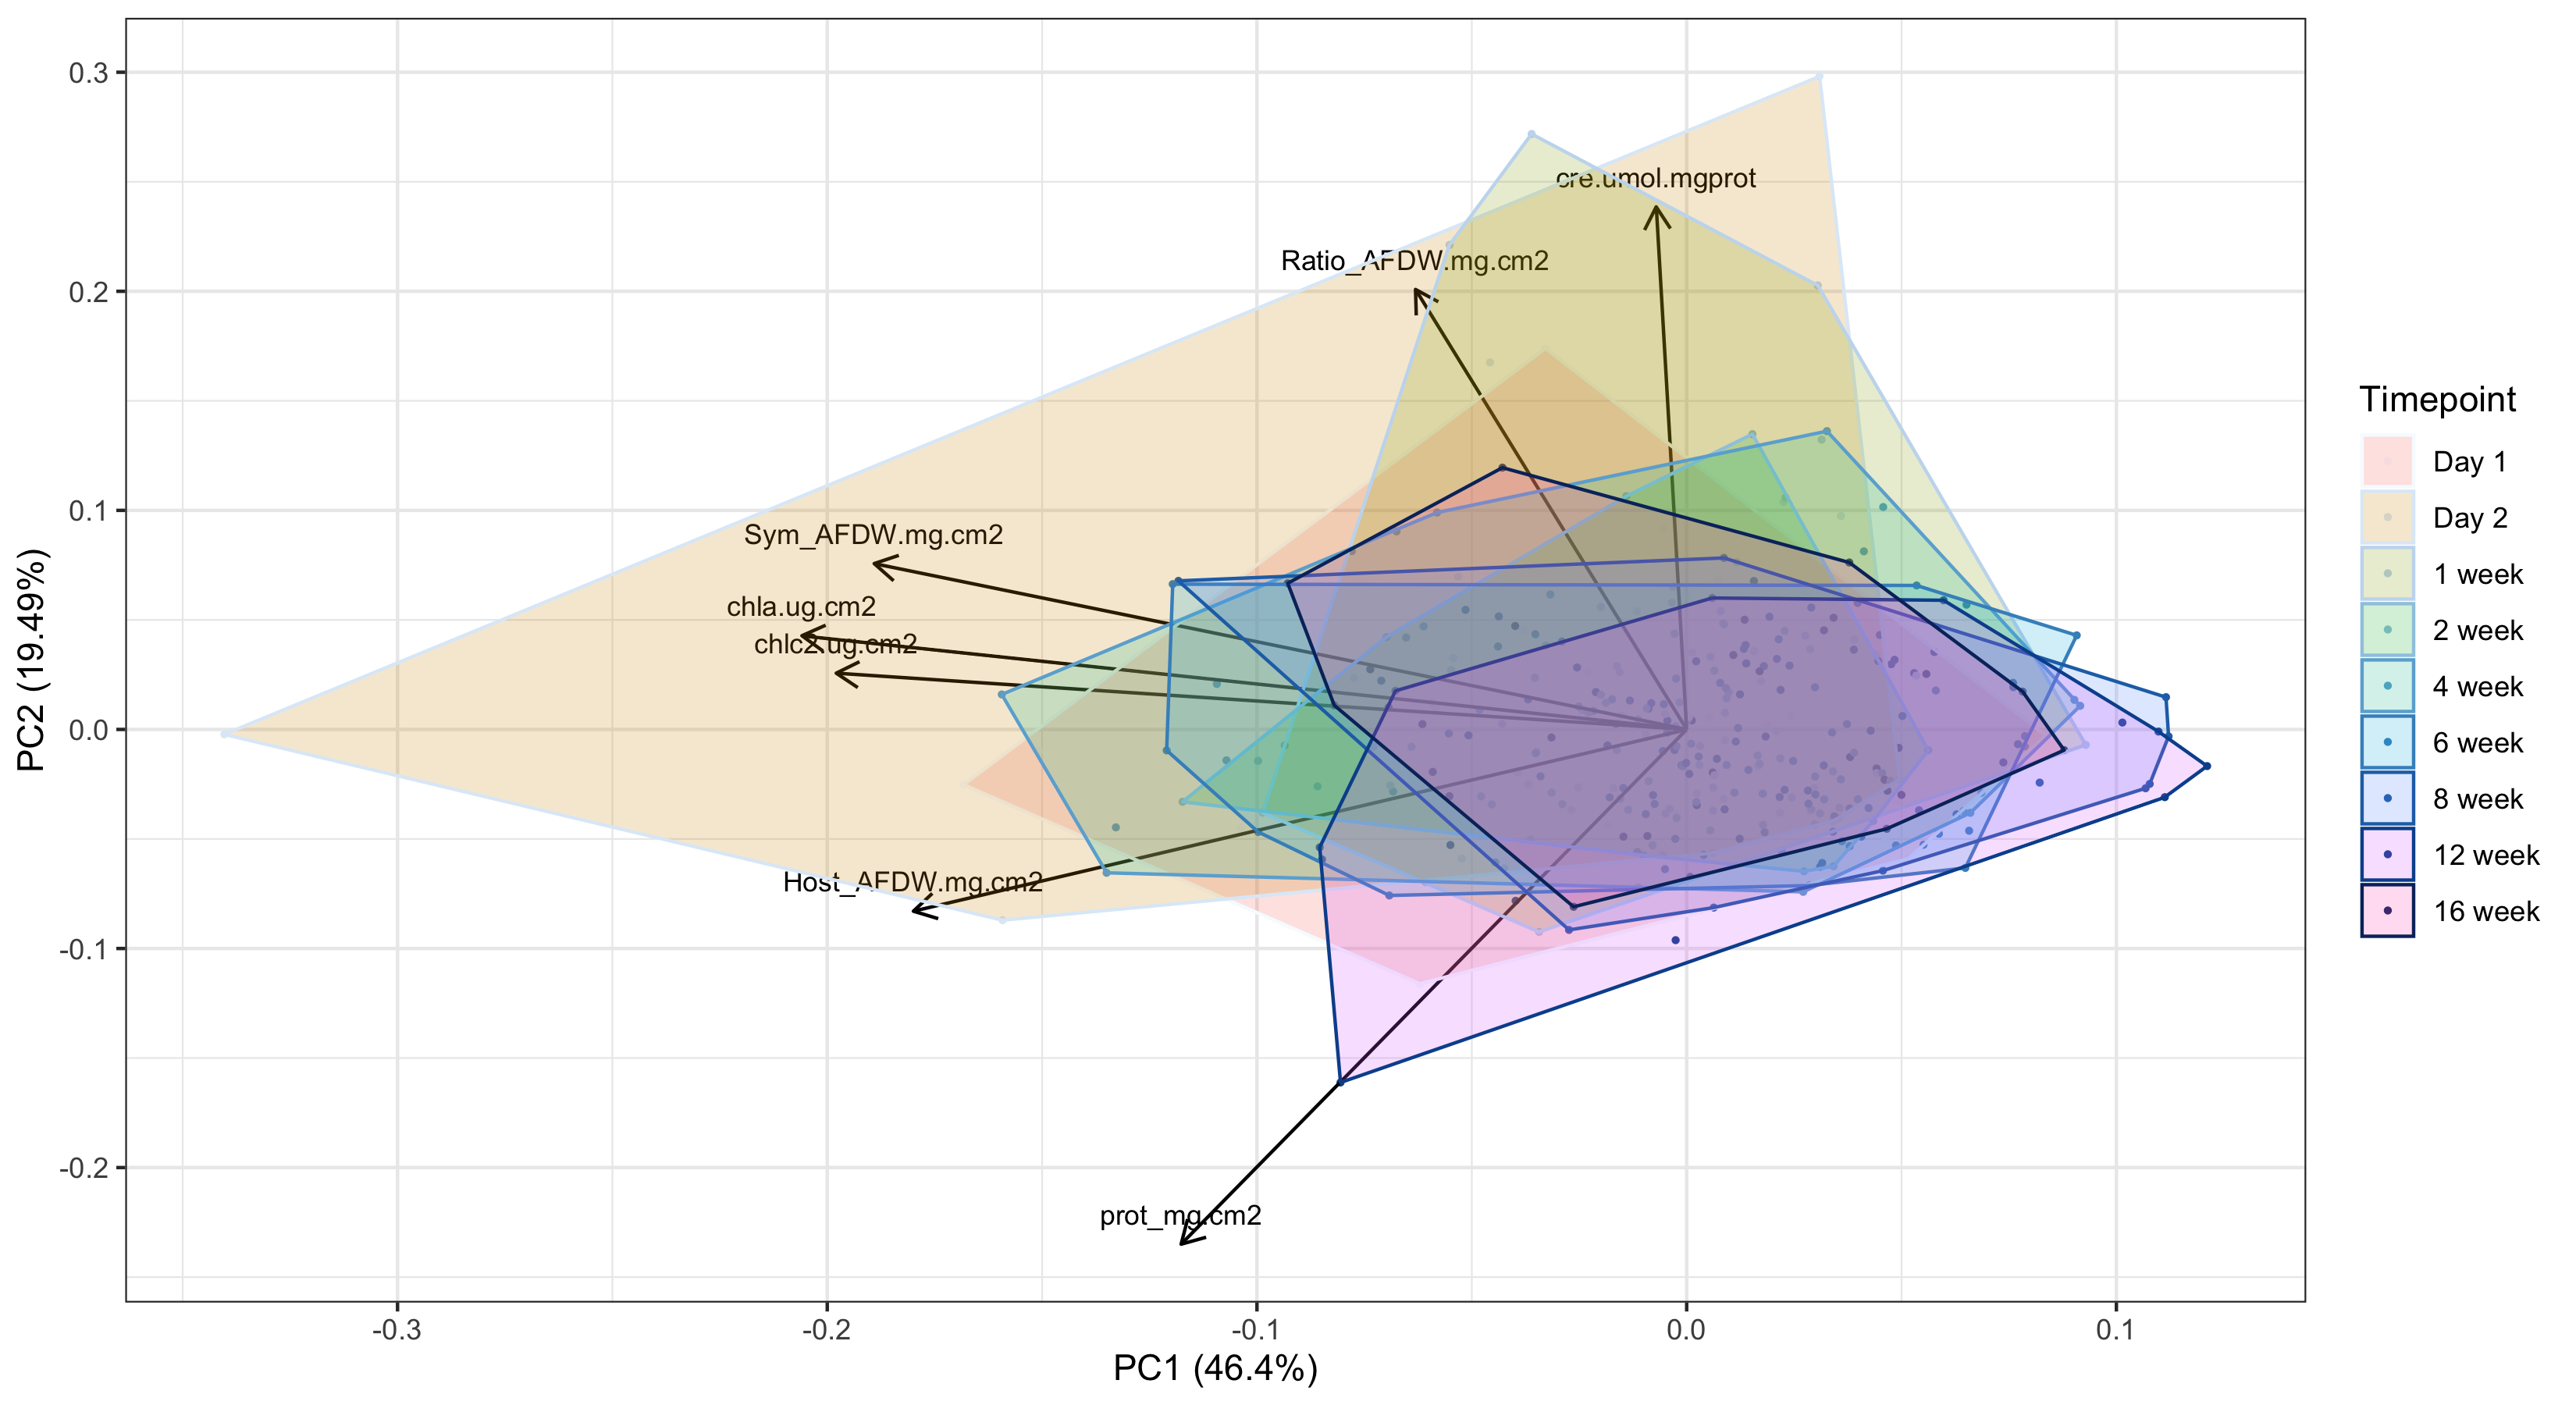 0.3
0.2
0.1
0.0
-0.1
-0.2
PC2 (19.49%)
cre.umol.mgprot
Ratio_AFDW.mg.cm2
Sym_AFDW.mg.cm2
chla.ug.cm2
chlc2.ug.cm2
Host_AFDW.mg.cm2
prot_mg.cm2
-0.3
-0.2
-0.1
0.0
0.1
PC1 (46.4%)
Timepoint
Day 1
Day 2
1 week
2 week
4 week
6 week
8 week
12 week
16 week